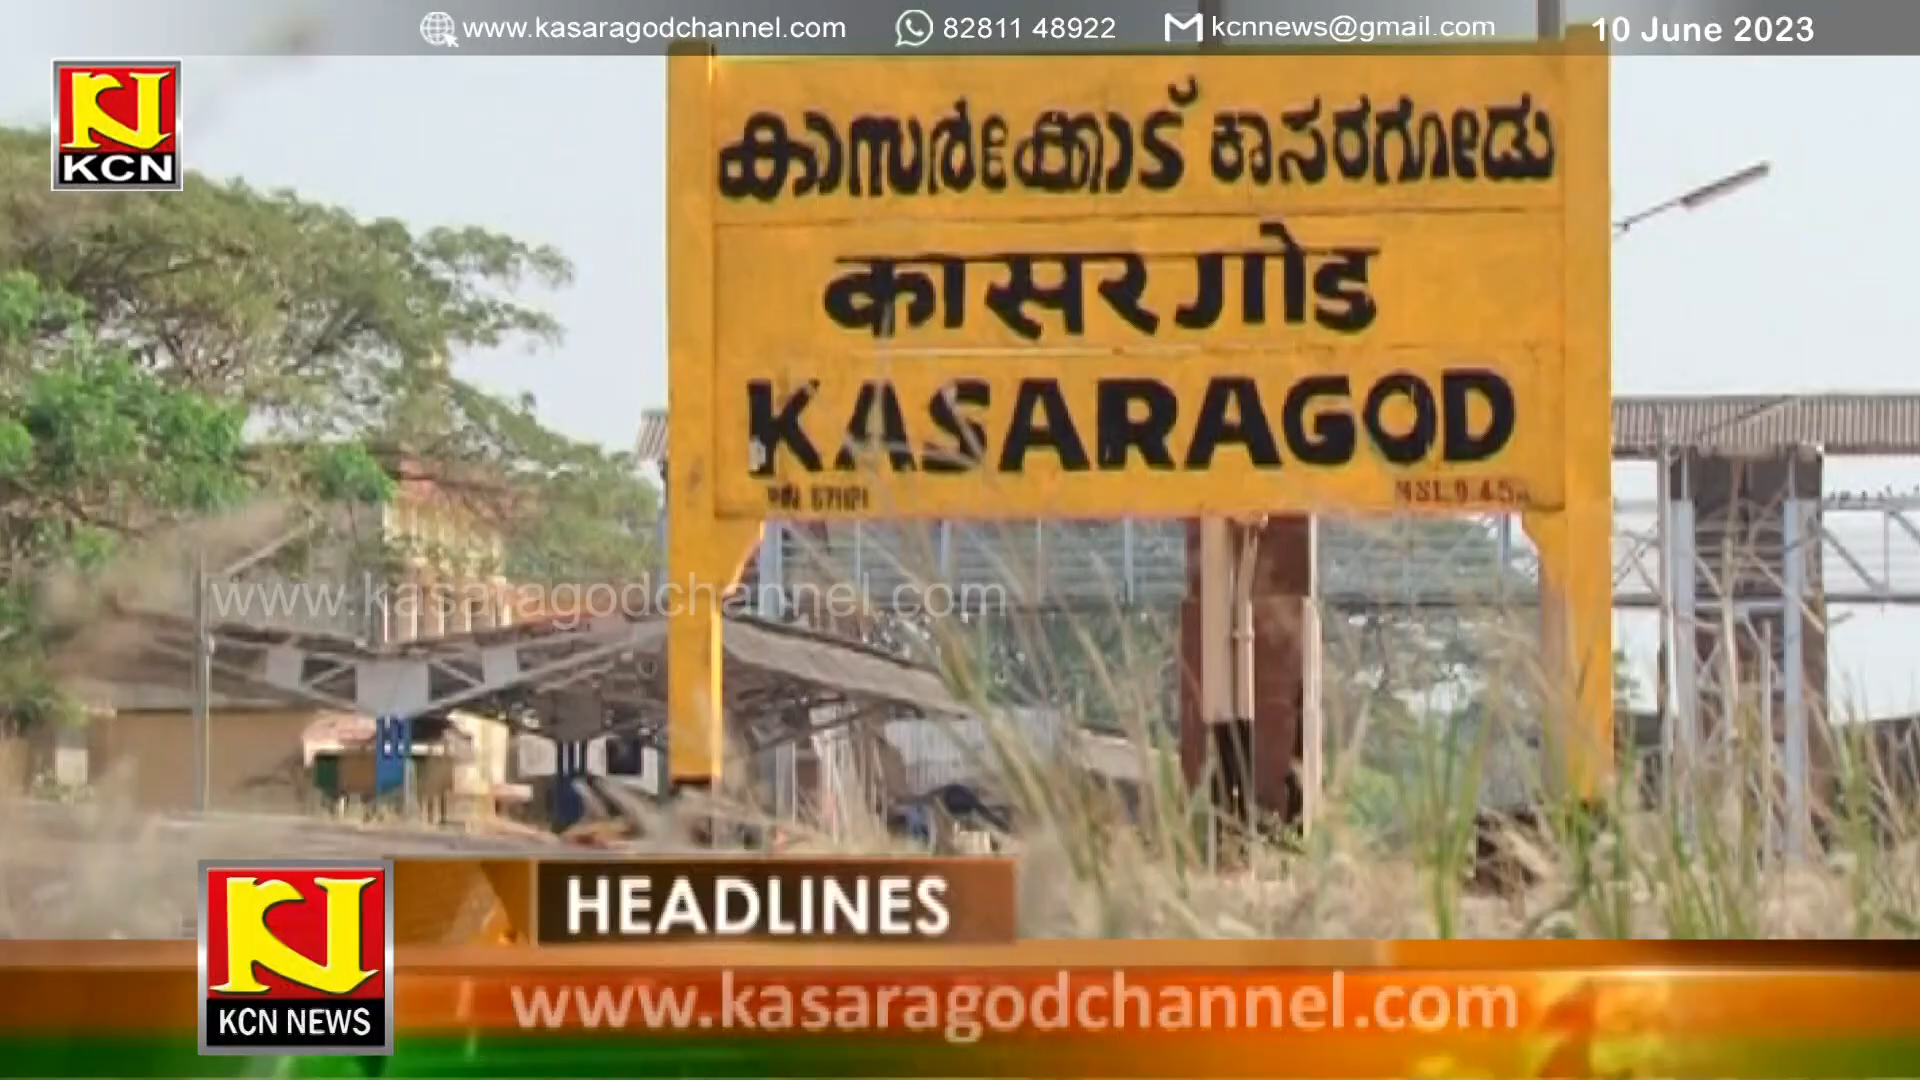 www.kasaragodchannel.com 82811 48922 kcnnews@gmail.com 10 June 2023
KCN
കാസർകോട് ಕಾಸರಗೋಡು
कासरगोड
KASARAGOD
www.kasaragodchannel.com
HEADLINES
www.kasaragodchannel.com
KCN NEWS